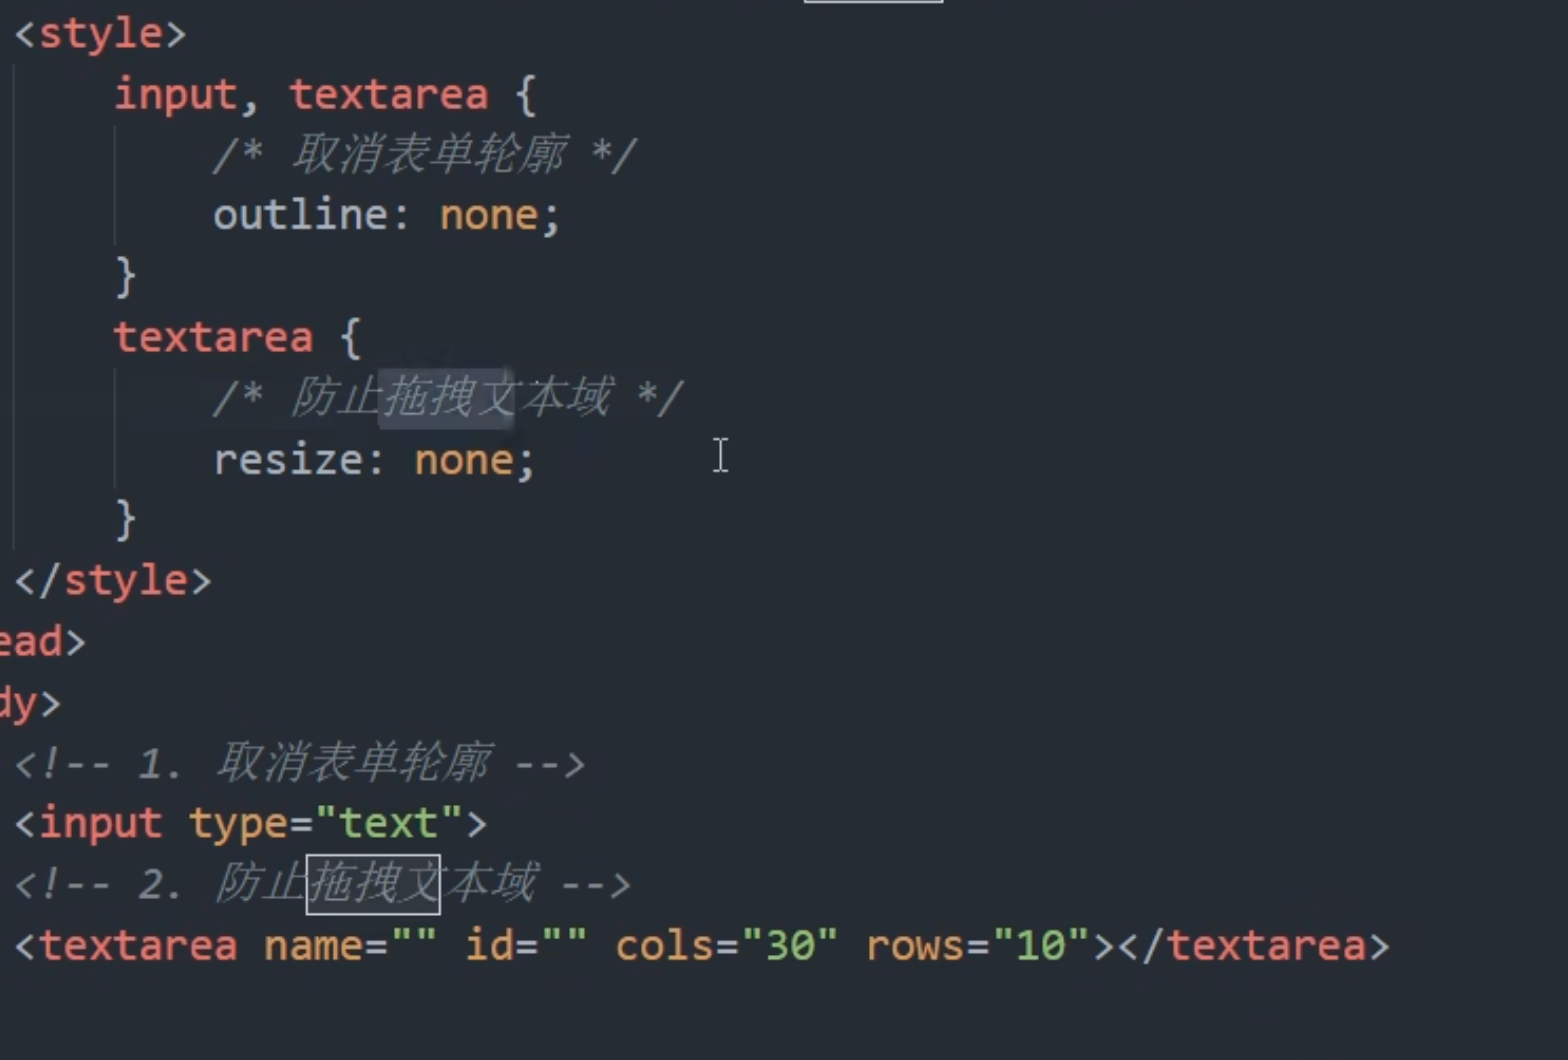 <style>
input, textarea {
/* 取消表单轮廓 */
outline: none;
}
textarea {
/* 防止拖拽文本域 */
resize: none;
}
</style>
ead>
dy>
<!-- 1. 取消表单轮廓 -->
<input type="text">
<!-- 2. 防止拖拽文本域 -->
<textarea name="" id="" cols="30" rows="10"></textarea>